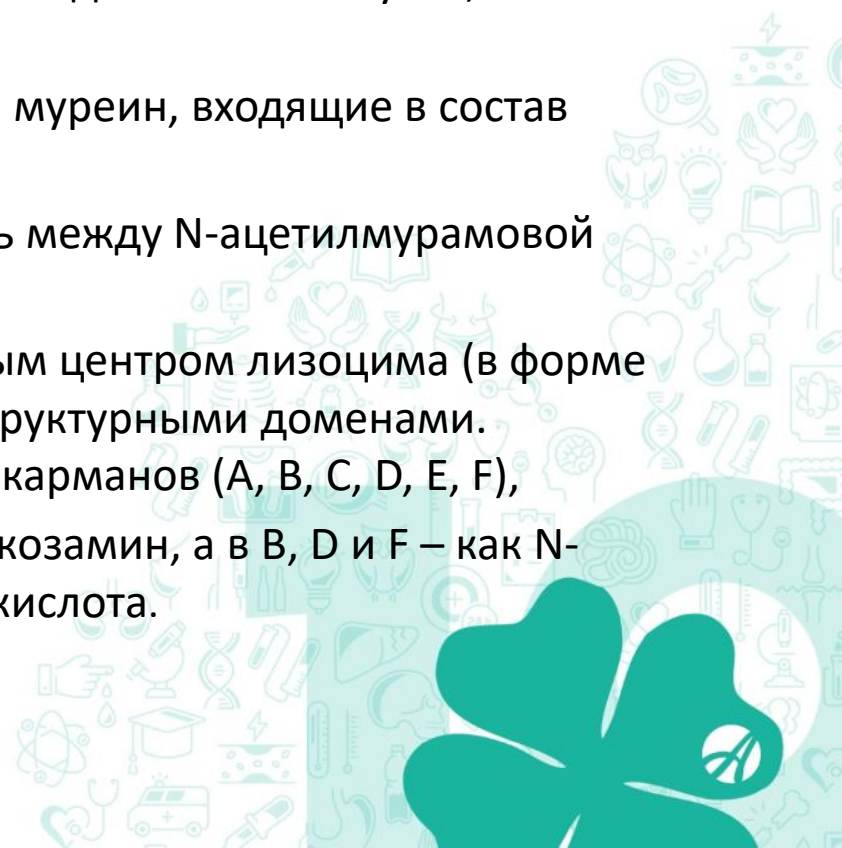 муреин, входящие в состав
ь между N-ацетилмурамовой
ым центром лизоцима (в форме
руктурными доменами.
карманов (A, B, C, D, E, F),
козамин, а в B, D и F – как N-
кислота.